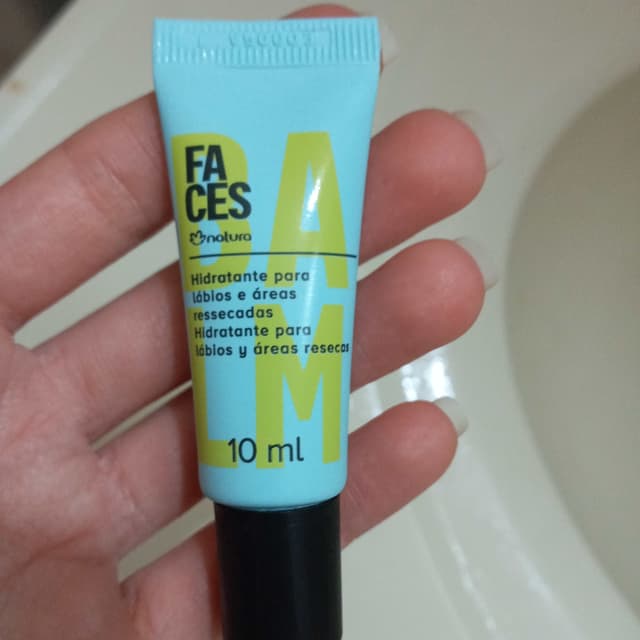 BA
LM
FA
CES
natura
Hidratante para
lábios e áreas
ressecadas
Hidratante para
lábios y áreas resecas
10 ml